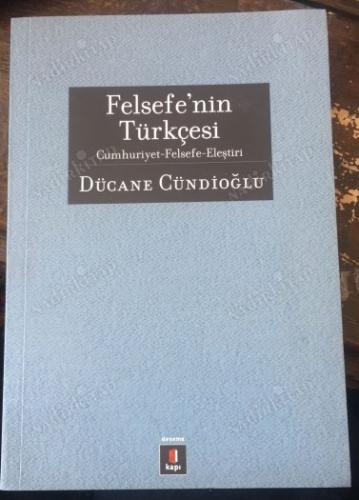 Felsefe'nin
Türkçesi
Cumhuriyet-Felsefe-Eleştiri
Dücane Cündioğlu
deneme
kapı